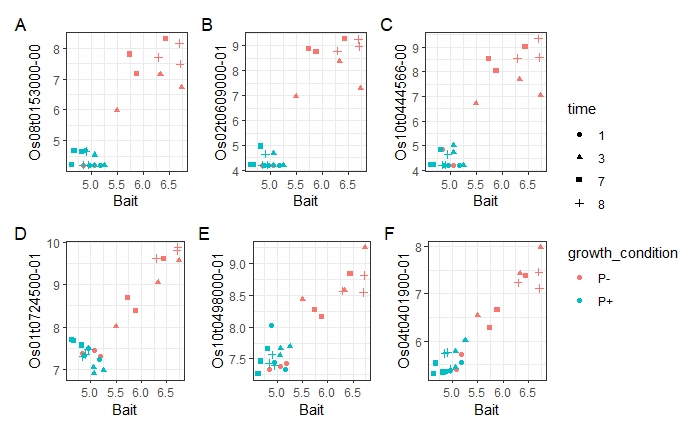 A
Os08t0153000-00
8
7
6
5
5.0 5.5 6.0 6.5
Bait
B
Os02t0609000-01
9
8
7
6
5
4
5.0 5.5 6.0 6.5
Bait
C
Os10t0444566-00
9
8
7
6
5
4
5.0 5.5 6.0 6.5
Bait
D
Os01t0724500-01
10
9
8
7
5.0 5.5 6.0 6.5
Bait
E
Os10t0498000-01
9.0
8.5
8.0
7.5
5.0 5.5 6.0 6.5
Bait
F
Os04t0401900-01
8
7
6
5.0 5.5 6.0 6.5
Bait
time
1
3
7
8
growth_condition
P-
P+